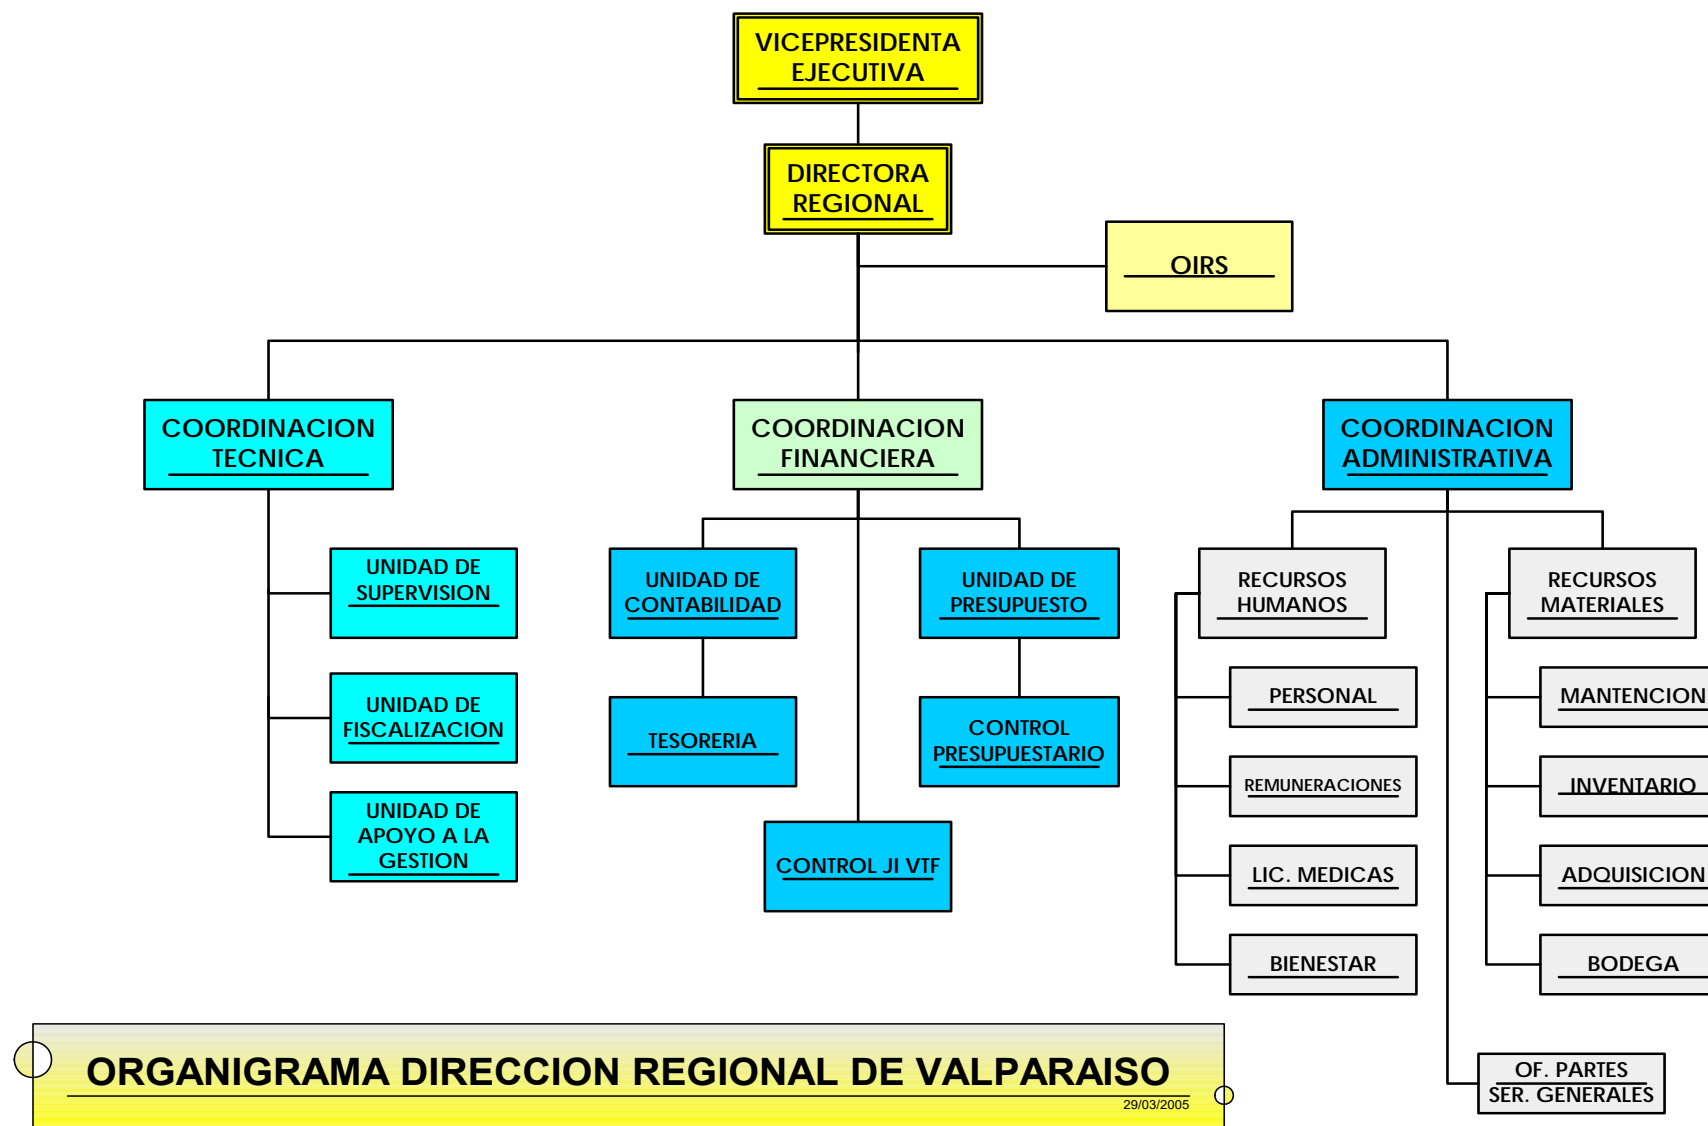 VICEPRESIDENTA
EJECUTIVA
DIRECTORA
REGIONAL
OIRS
COORDINACION
TECNICA
COORDINACION
FINANCIERA
COORDINACION
ADMINISTRATIVA
UNIDAD DE
SUPERVISION
UNIDAD DE
FISCALIZACION
UNIDAD DE
APOYO A LA
GESTION
UNIDAD DE
CONTABILIDAD
TESORERIA
UNIDAD DE
PRESUPUESTO
CONTROL
PRESUPUESTARIO
CONTROL JI VTF
RECURSOS
HUMANOS
PERSONAL
REMUNERACIONES
LIC. MEDICAS
BIENESTAR
RECURSOS
MATERIALES
MANTENCION
INVENTARIO
ADQUISICION
BODEGA
OF. PARTES
SER. GENERALES
ORGANIGRAMA DIRECCION REGIONAL DE VALPARAISO
29/03/2005